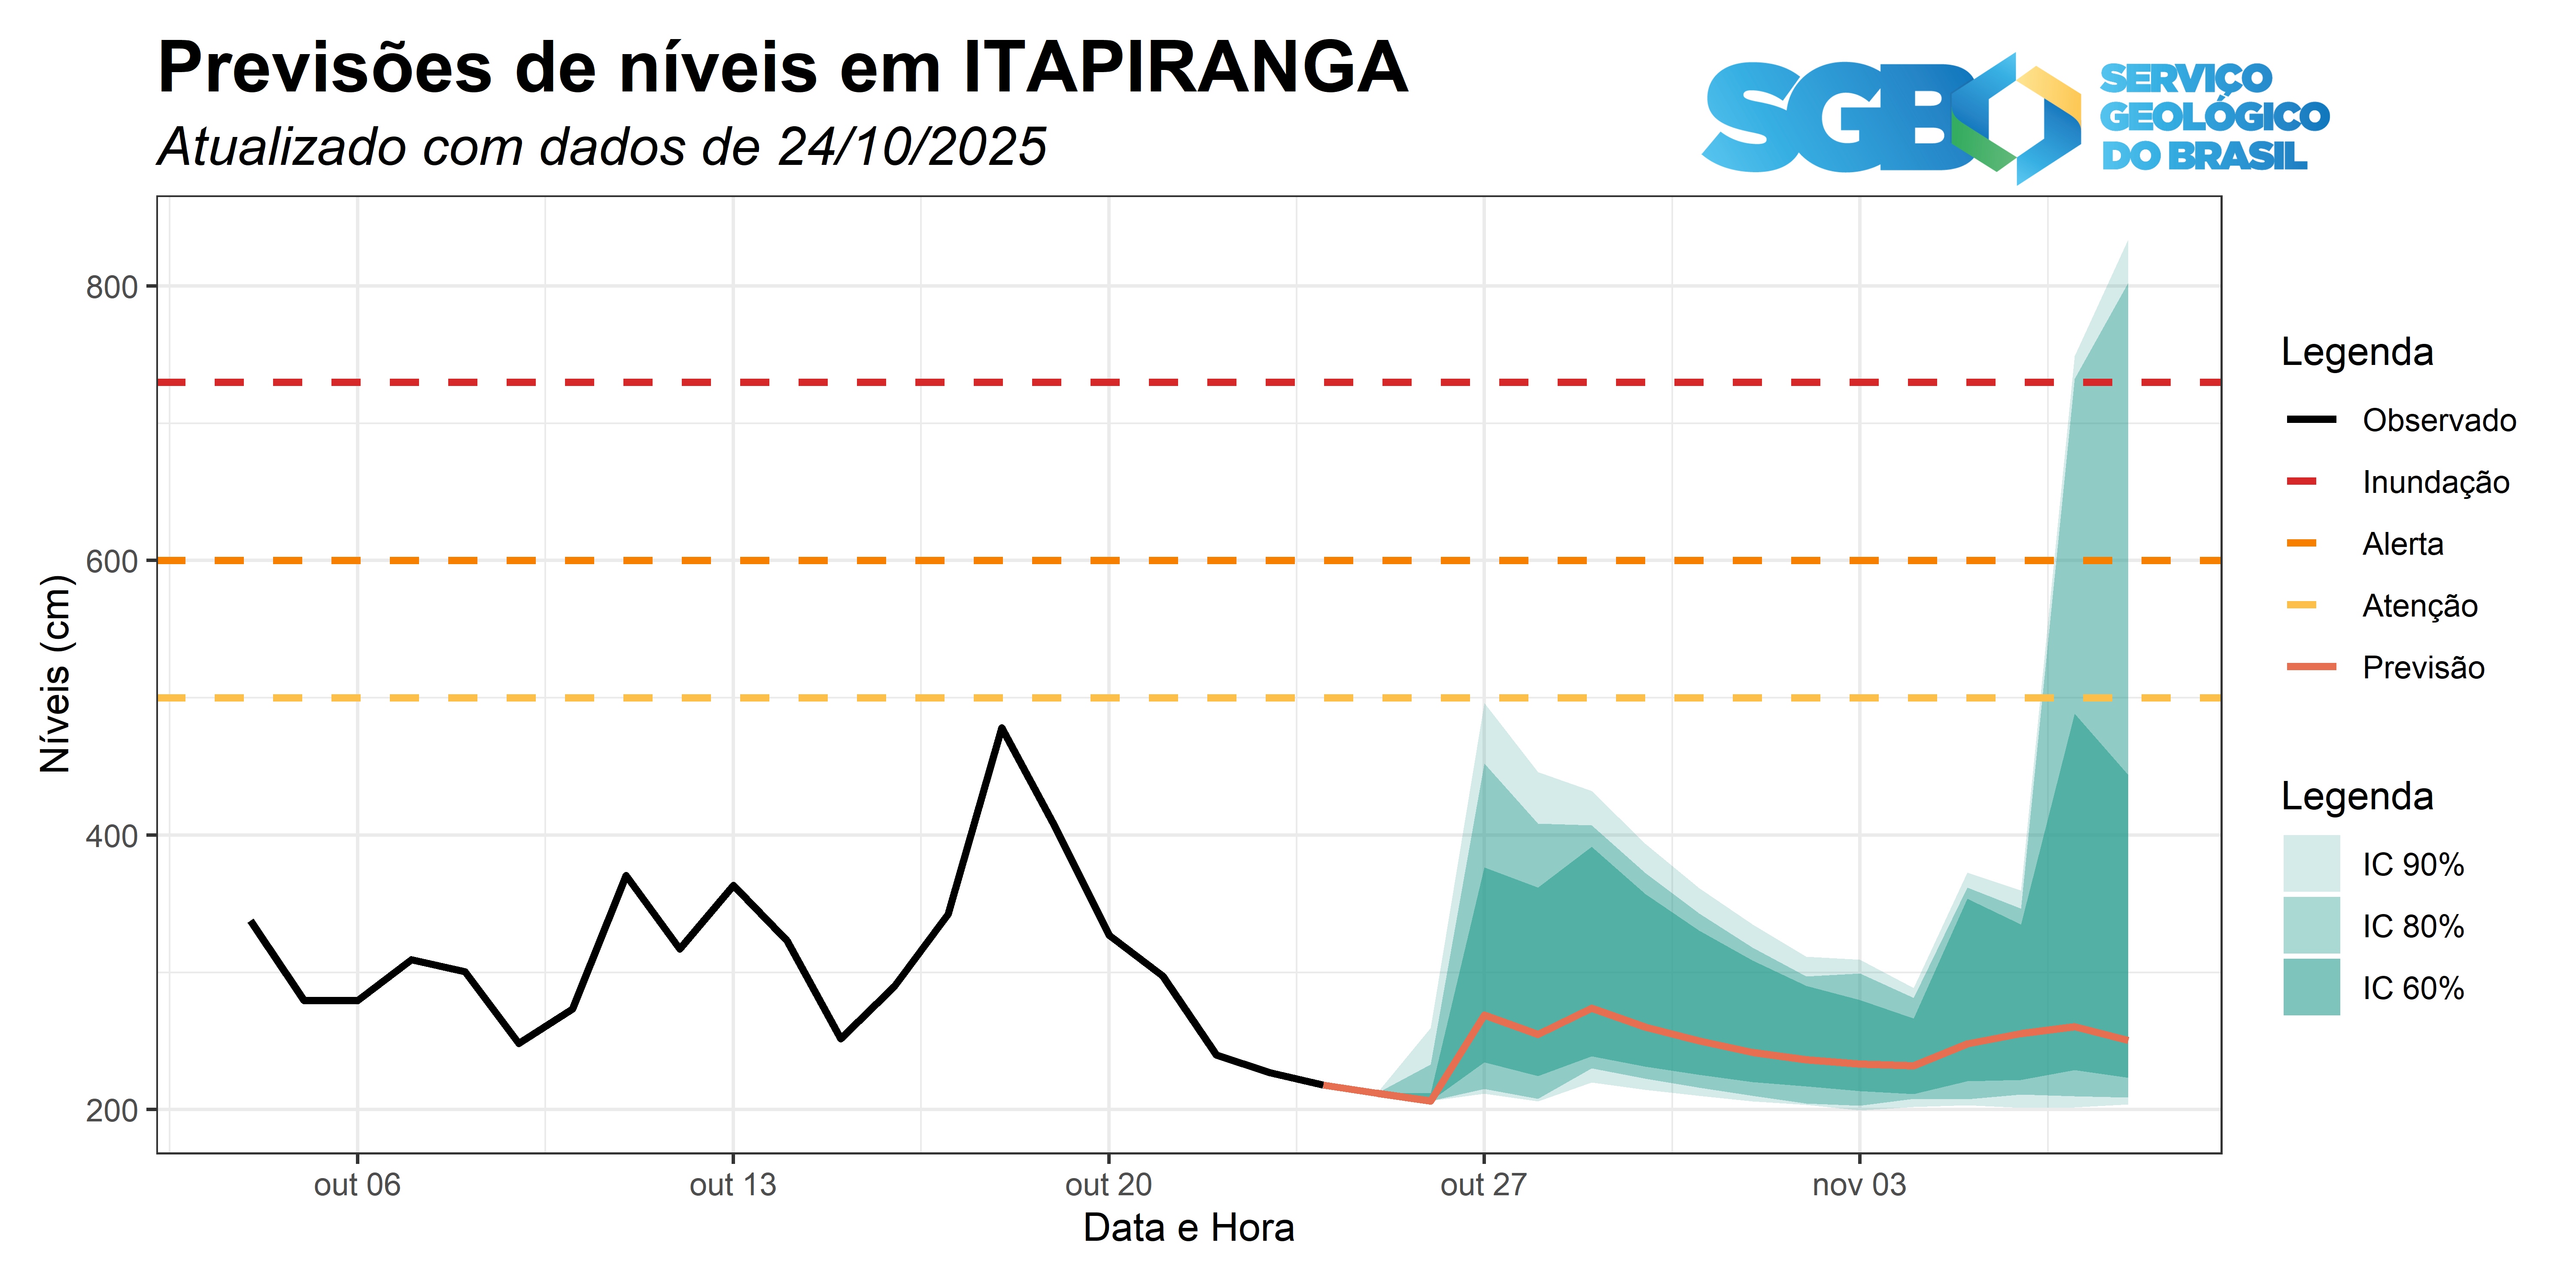 Previsões de níveis em ITAPIRANGA
Atualizado com dados de 24/10/2025
SGB
SERVIÇO
GEOLÓGICO
DO BRASIL
Níveis (cm)
800
600
400
200
out 06
out 13
out 20
out 27
nov 03
Data e Hora
Legenda
Observado
Inundação
Alerta
Atenção
Previsão
Legenda
IC 90%
IC 80%
IC 60%